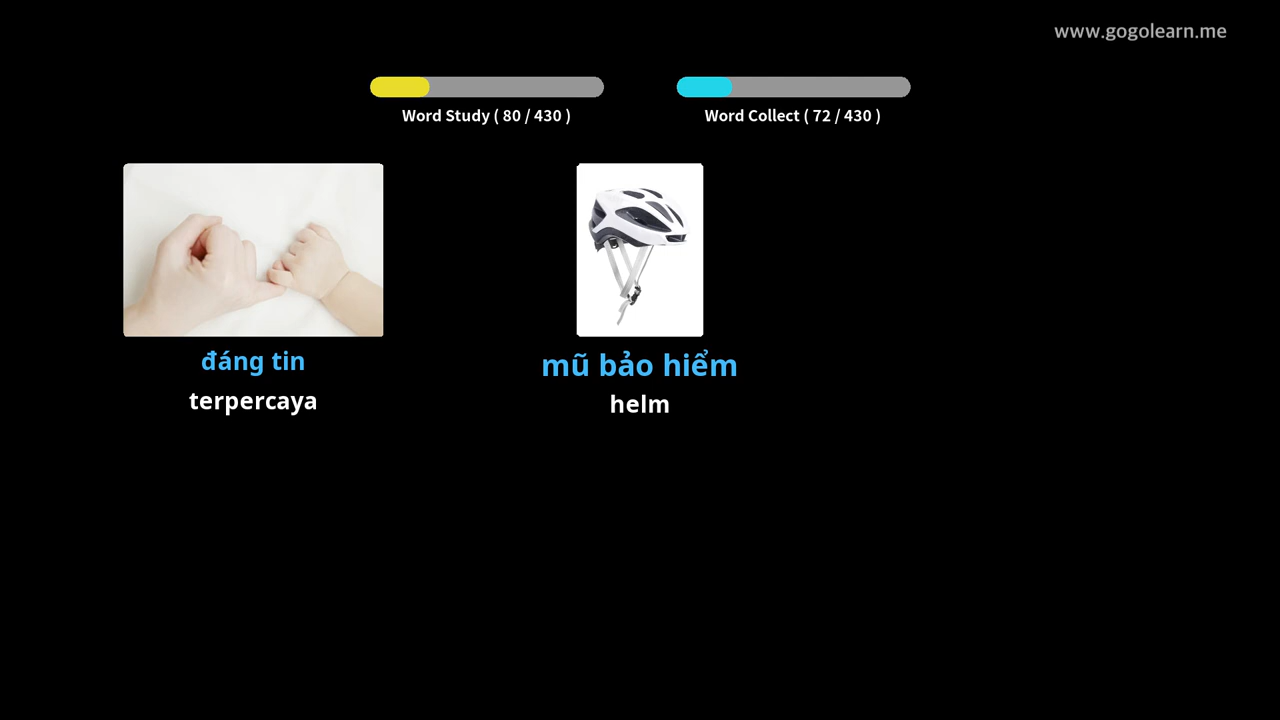 www.gogolearn.me
Word Study ( 80 / 430 )
Word Collect ( 72 / 430 )
đáng tin
terpercaya
mũ bảo hiểm
helm